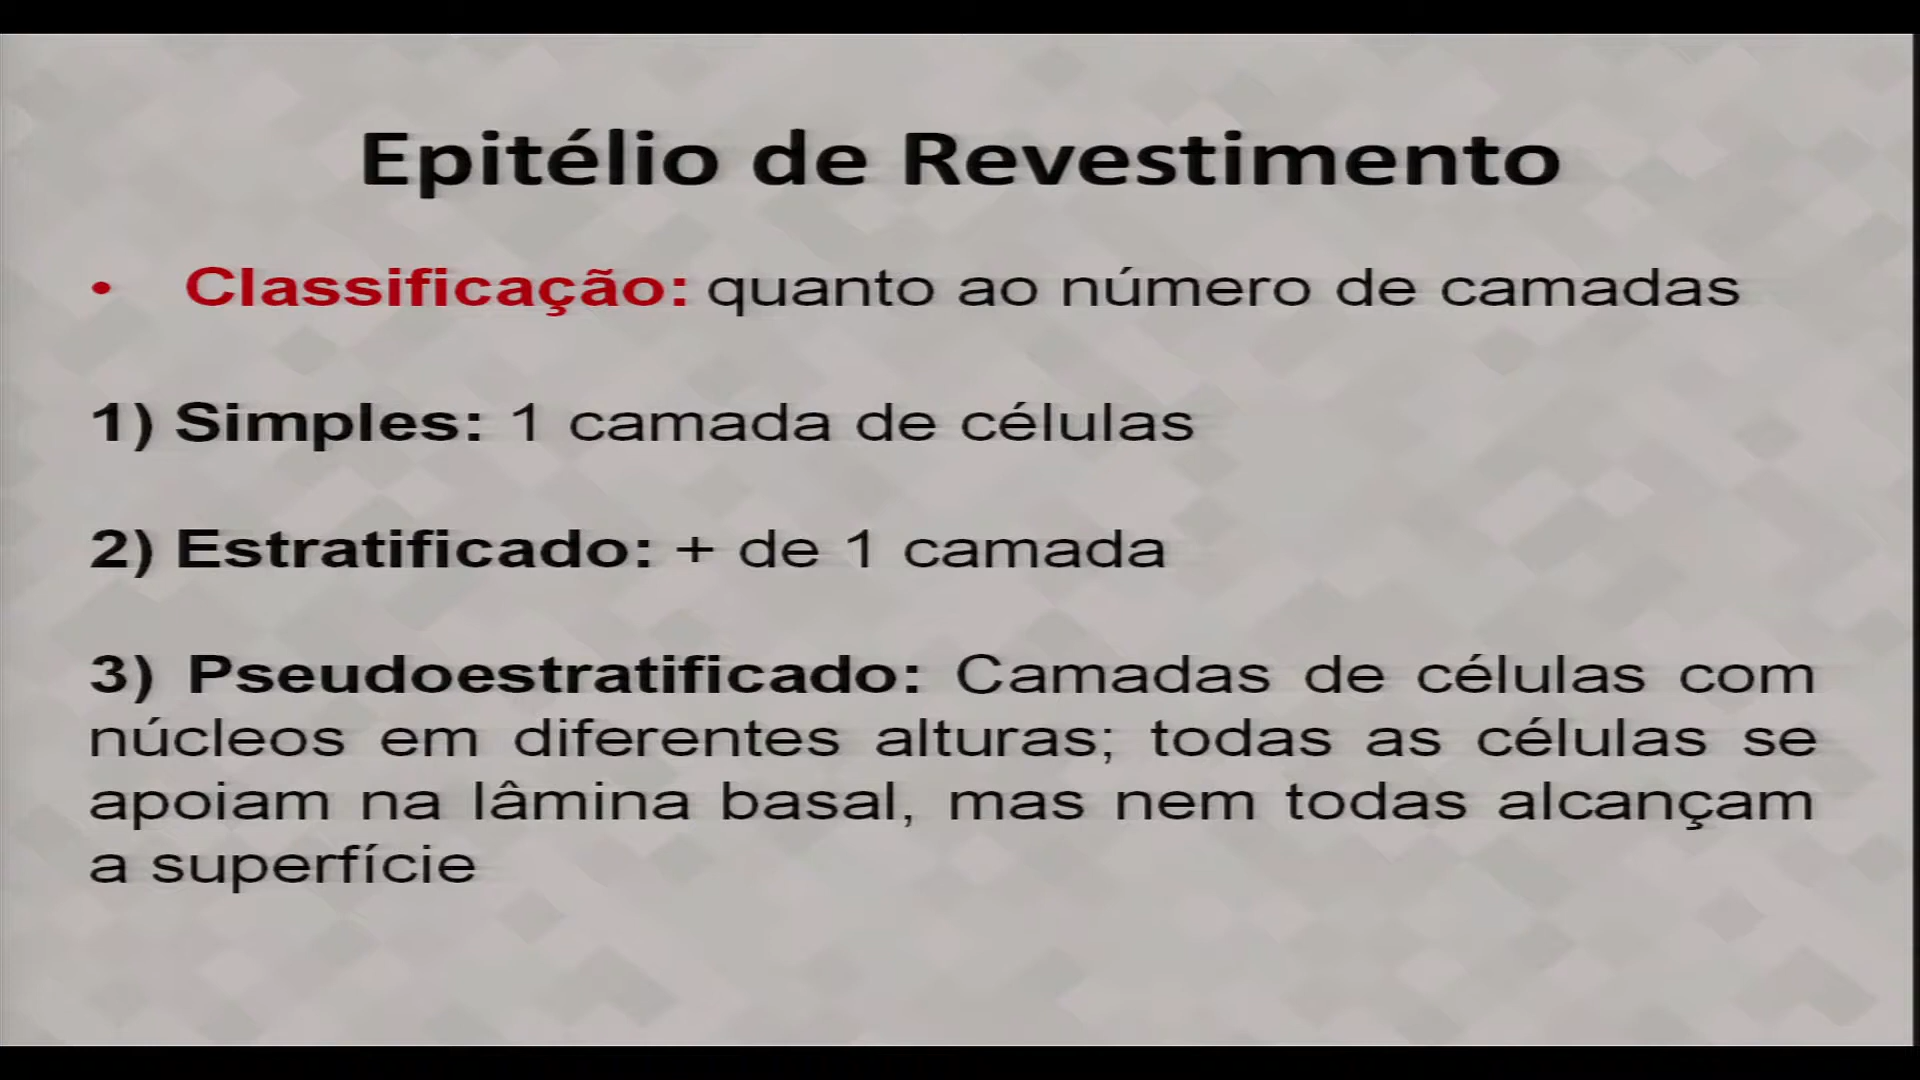 Epitélio de Revestimento
• Classificação: quanto ao número de camadas
1) Simples: 1 camada de células
2) Estratificado: + de 1 camada
3) Pseudoestratificado: Camadas de células com
núcleos em diferentes alturas; todas as células se
apoiam na lâmina basal, mas nem todas alcançam
a superfície